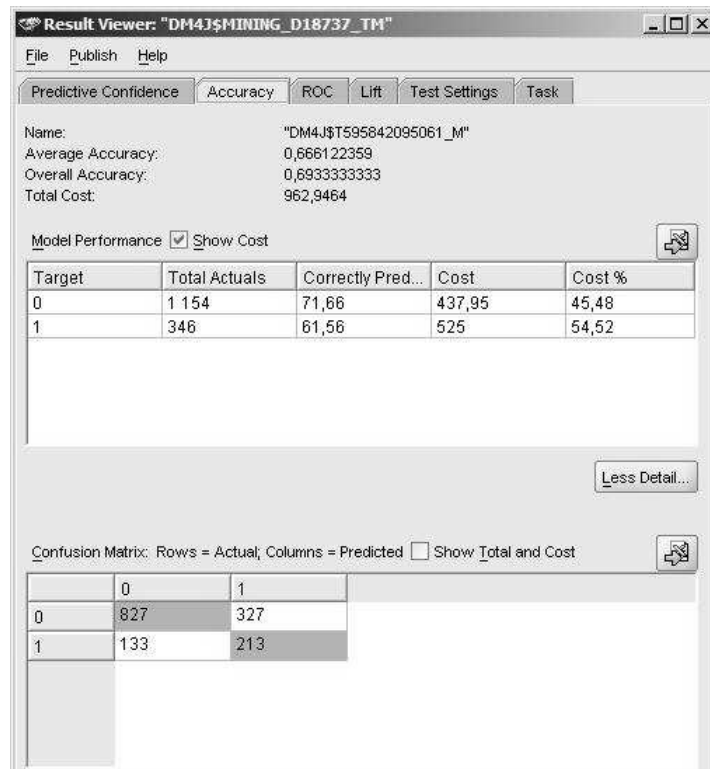 Result Viewer: "DM4J$MINING_D18737_TM"
File Publish Help
Predictive Confidence Accuracy ROC Lift Test Settings Task
Name: "DM4J$T595842095061_M"
Average Accuracy: 0,666122359
Overall Accuracy: 0,6933333333
Total Cost: 962,9464
Model Performance Show Cost
Target Total Actuals Correctly Pred... Cost Cost %
0 1 154 71,66 437,95 45,48
1 346 61,56 525 54,52
Less Detail...
Confusion Matrix: Rows = Actual; Columns = Predicted Show Total and Cost
0 1
0 827 327
1 133 213